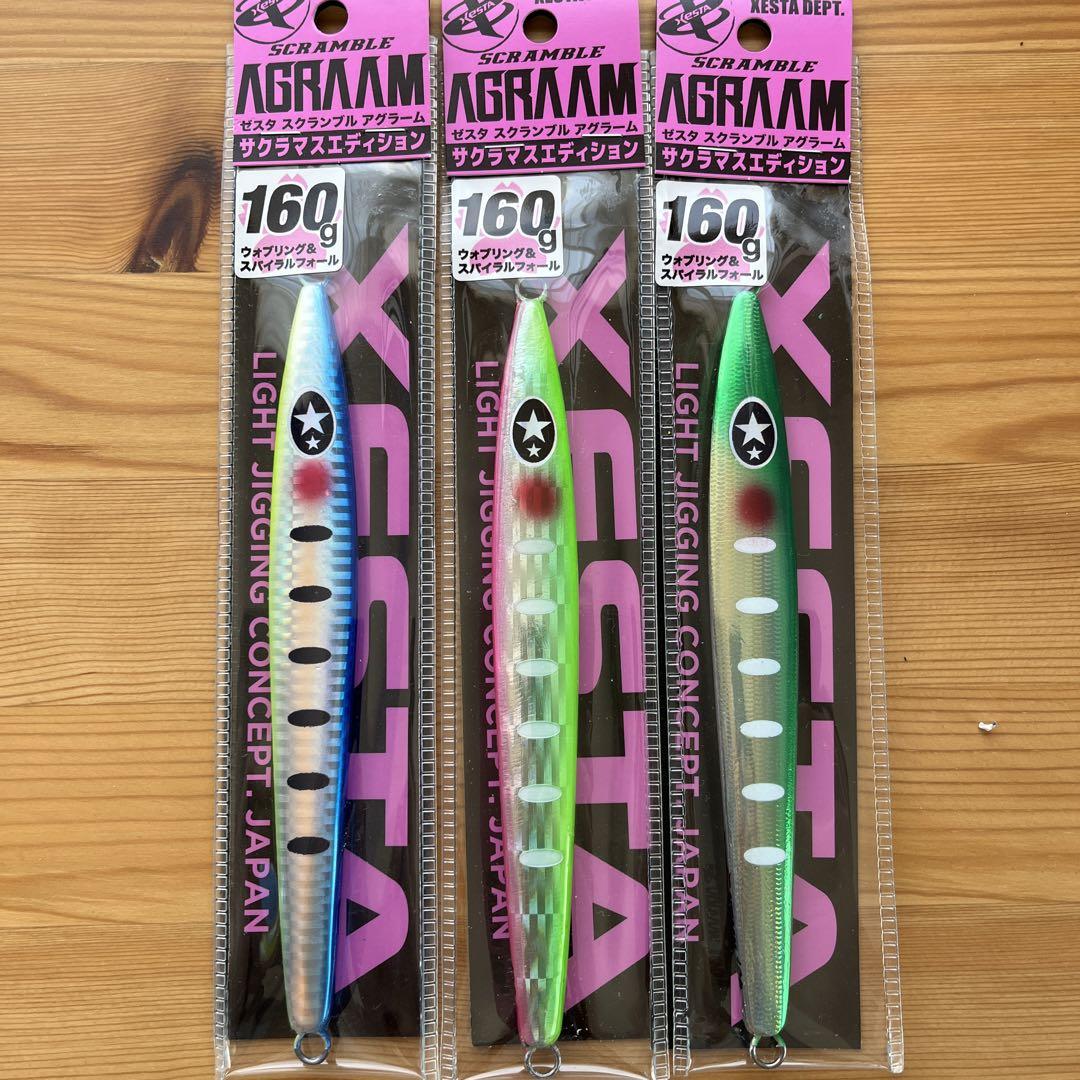 XESTA
SCRAMBLE
AGRAAM
ゼスタ スクランブル アグラーム
サクラマスエディション
160g
ウォブリング&
スパイラルフォール
XESTA
LIGHT JIGGING CONCEPT. JAPAN
XESTA
SCRAMBLE
AGRAAM
ゼスタ スクランブル アグラーム
サクラマスエディション
160g
ウォブリング&
スパイラルフォール
XESTA
LIGHT JIGGING CONCEPT. JAPAN
XESTA DEPT.
SCRAMBLE
AGRAAM
ゼスタ スクランブル アグラーム
サクラマスエディション
160g
ウォブリング&
スパイラルフォール
XESTA
LIGHT JIGGING CONCEPT. JAPAN